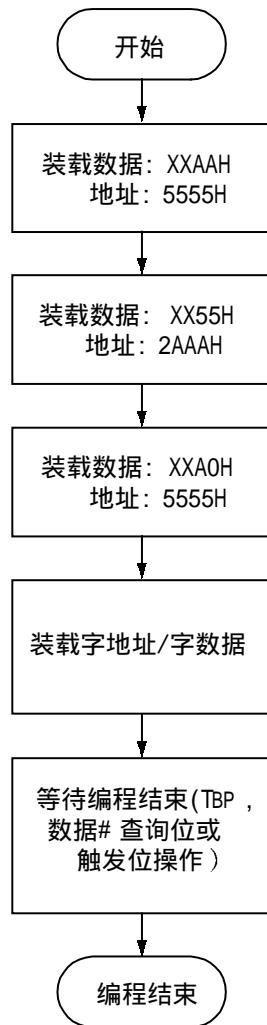 开始
装载数据: XXAAH
地址: 5555H
装载数据: XX55H
地址: 2AAAH
装载数据: XXA0H
地址: 5555H
装载字地址/字数据
等待编程结束(TBP ,
数据# 查询位或
触发位操作）
编程结束